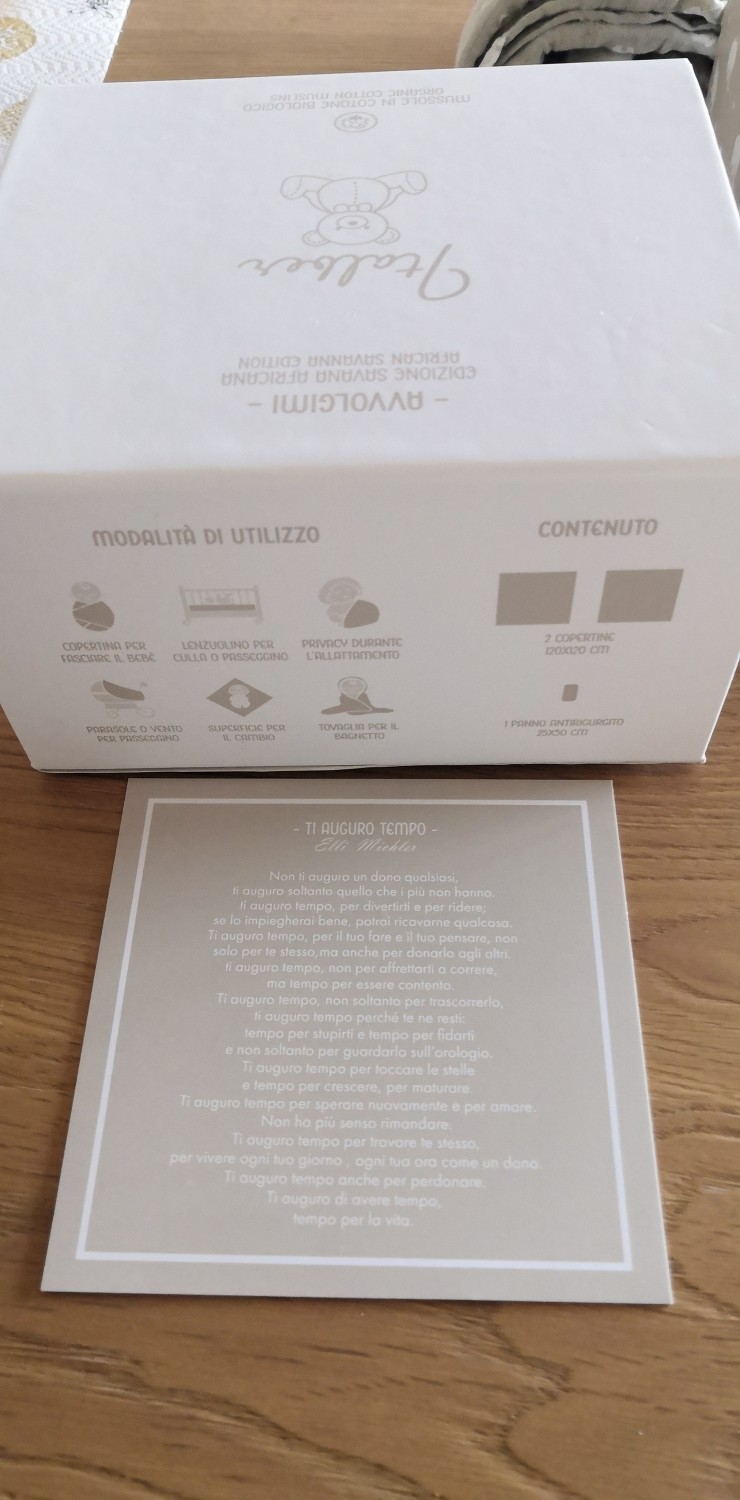 MUSSOLE IN COTONE BIOLOGICO
ORGANIC COTTON MUSLINS
Italber
- AVVOLGIMI -
EDIZIONE SAVANA AFRICANA
AFRICAN SAVANNA EDITION
MODALITÀ DI UTILIZZO
COPERTINA PER
FASCIARE IL BEBÈ
LENZUOLINO PER
CULLA O PASSEGGINO
PRIVACY DURANTE
L'ALLATTAMENTO
PARASOLE O VENTO
PER PASSEGGINO
SUPERFICIE PER
IL CAMBIO
TOVAGLIA PER IL
BAGNETTO
CONTENUTO
2 COPERTINE
120X120 CM
1 PANNO ANTIRIGURGITO
25X50 CM
- TI AUGURO TEMPO -
Elli Michler
Non ti auguro un dono qualsiasi,
ti auguro soltanto quello che i più non hanno.
ti auguro tempo, per divertirti e per ridere;
se lo impiegherai bene, potrai ricavarne qualcosa.
Ti auguro tempo, per il tuo fare e il tuo pensare, non
solo per te stesso,ma anche per donarlo agli altri.
ti auguro tempo, non per affrettarti a correre,
ma tempo per essere contento.
Ti auguro tempo, non soltanto per trascorrerlo,
ti auguro tempo perché te ne resti:
tempo per stupirti e tempo per fidarti
e non soltanto per guardarlo sull'orologio.
Ti auguro tempo per toccare le stelle
e tempo per crescere, per maturare.
Ti auguro tempo per sperare nuovamente e per amare.
Non ha più senso rimandare.
Ti auguro tempo per trovare te stesso,
per vivere ogni tuo giorno , ogni tua ora come un dono.
Ti auguro tempo anche per perdonare.
Ti auguro di avere tempo,
tempo per la vita.